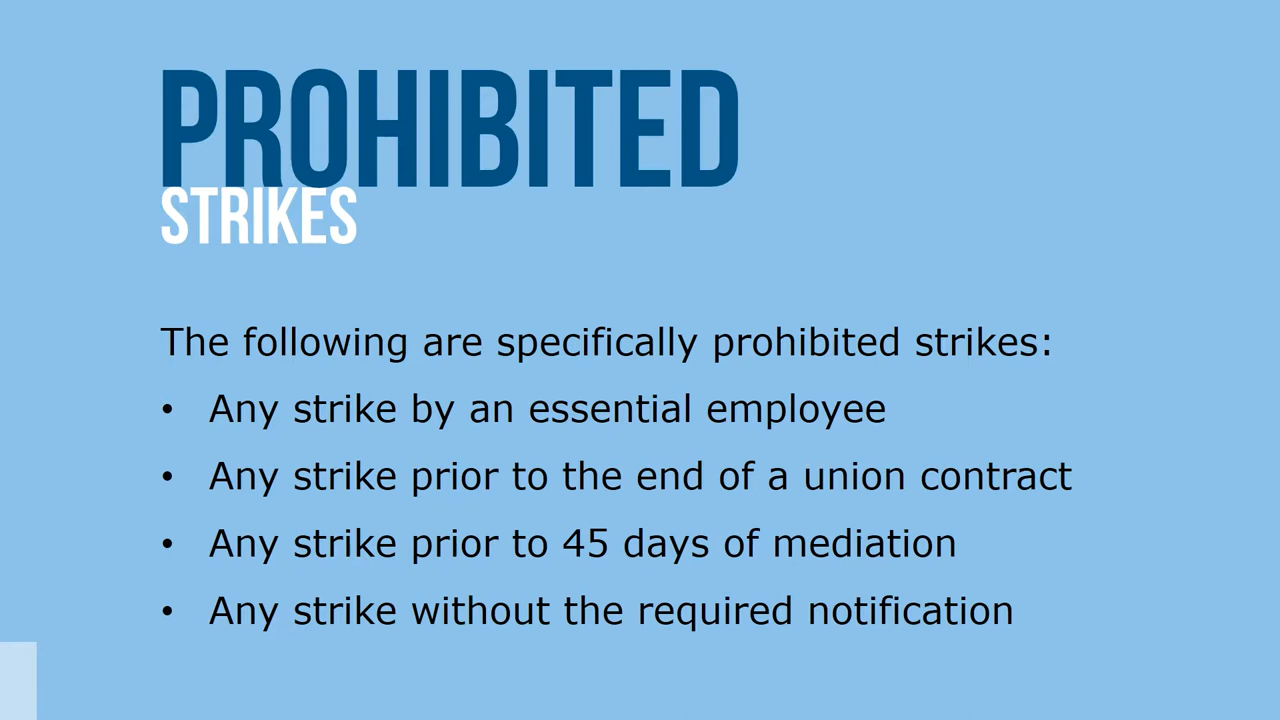 PROHIBITED
STRIKES
The following are specifically prohibited strikes:
• Any strike by an essential employee
• Any strike prior to the end of a union contract
• Any strike prior to 45 days of mediation
• Any strike without the required notification